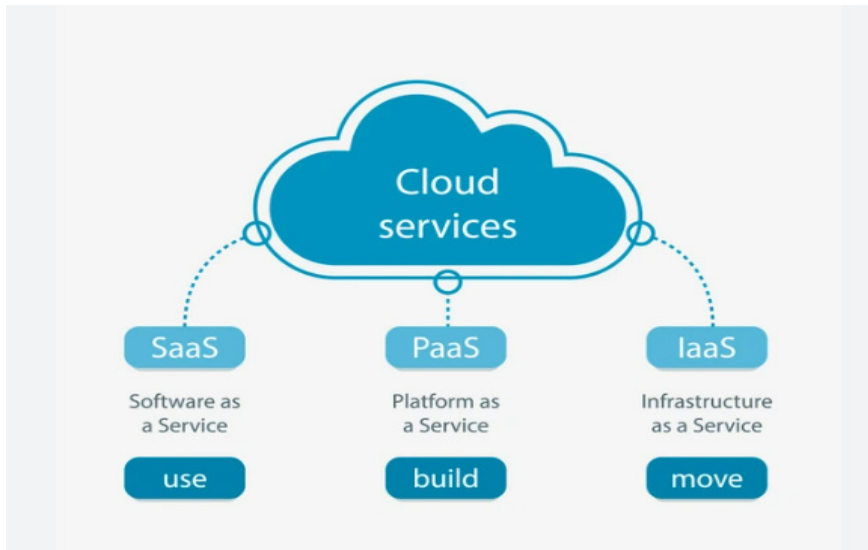 Cloud
services
SaaS
PaaS
IaaS
Software as
a Service
Platform as
a Service
Infrastructure
as a Service
use
build
move